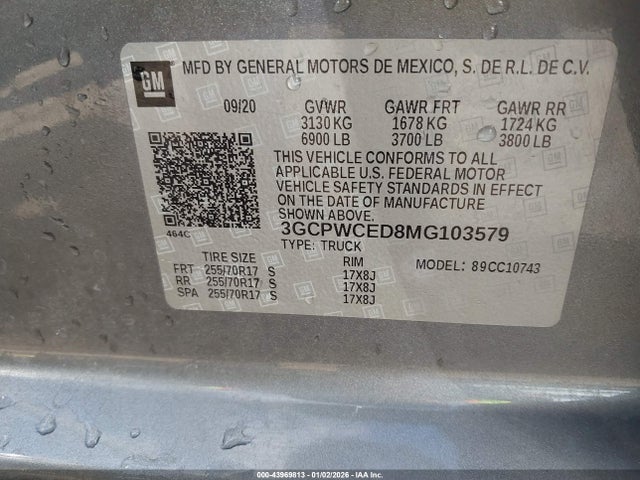 GM
MFD BY GENERAL MOTORS DE MEXICO, S. DE R.L. DE C.V.
09/20 GVWR GAWR FRT GAWR RR
3130 KG 1678 KG 1724 KG
6900 LB 3700 LB 3800 LB
THIS VEHICLE CONFORMS TO ALL
APPLICABLE U.S. FEDERAL MOTOR
VEHICLE SAFETY STANDARDS IN EFFECT
ON THE DATE OF MANUFACTURE
SHOWN ABOVE.
464C
3GCPWCED8MG103579
TYPE: TRUCK
TIRE SIZE RIM MODEL: 89CC10743
FRT 255/70R17 S 17X8J
RR 255/70R17 S 17X8J
SPA 255/70R17 S 17X8J
000-43969813 - 01/02/2026 - IAA Inc.